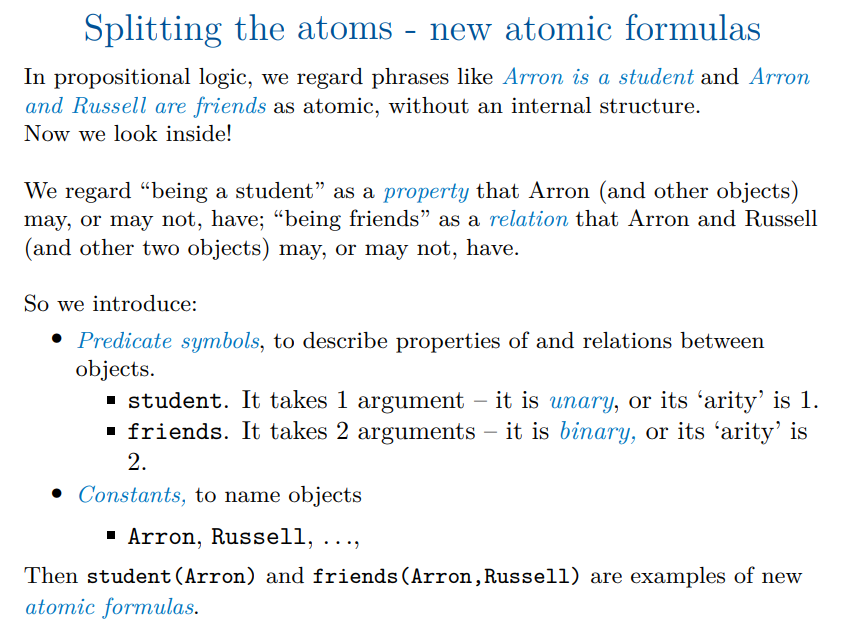 Splitting the atoms - new atomic formulas
In propositional logic, we regard phrases like Arron is a student and Arron
and Russell are friends as atomic, without an internal structure.
Now we look inside!
We regard “being a student” as a property that Arron (and other objects)
may, or may not, have; “being friends” as a relation that Arron and Russell
(and other two objects) may, or may not, have.
So we introduce:
• Predicate symbols, to describe properties of and relations between
objects.
▪ student. It takes 1 argument – it is unary, or its ‘arity’ is 1.
▪ friends. It takes 2 arguments – it is binary, or its ‘arity’ is
2.
• Constants, to name objects
▪ Arron, Russell, ...,
Then student(Arron) and friends(Arron,Russell) are examples of new
atomic formulas.